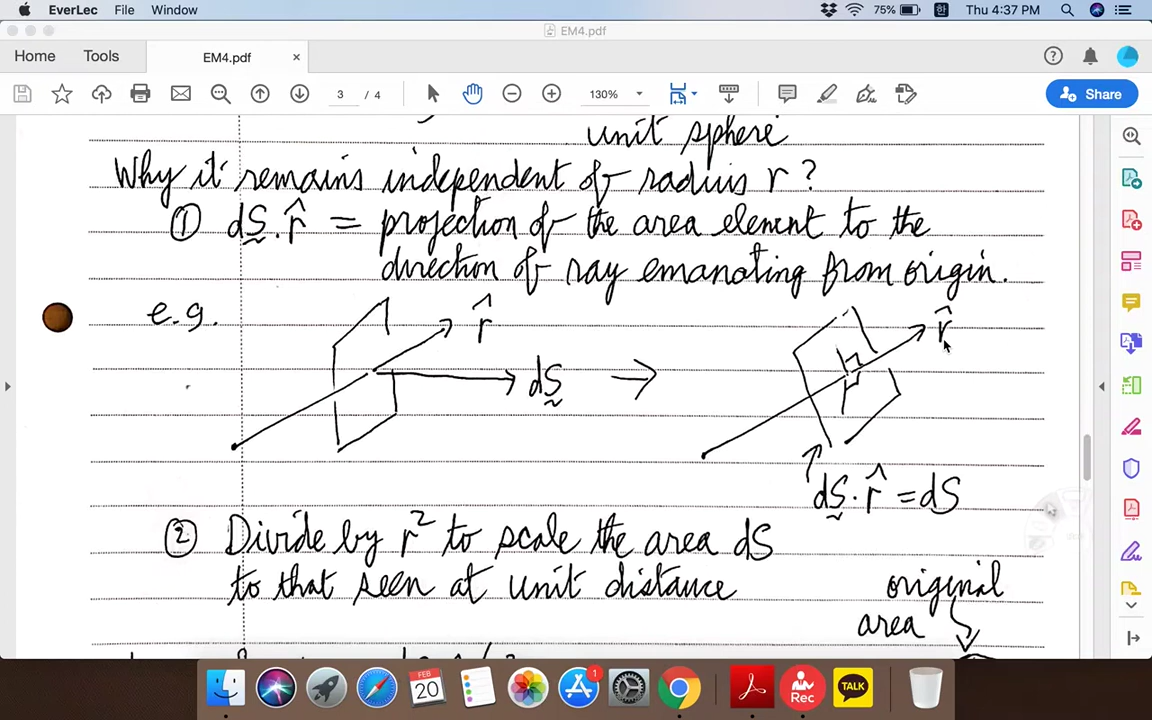 EverLec File Window 75% 한 Thu 4:37 PM
EM4.pdf
Home Tools EM4.pdf ×
3 / 4 130% Share
unit sphere
Why it remains independent of radius r ?
① dS . r̂ = projection of the area element to the
direction of ray emanating from origin.
e.g.
r̂
r̂
dS
dS . r̂ = dS
② Divide by r² to scale the area dS
to that seen at unit distance
original
area
FEB
20
1
Rec
TALK